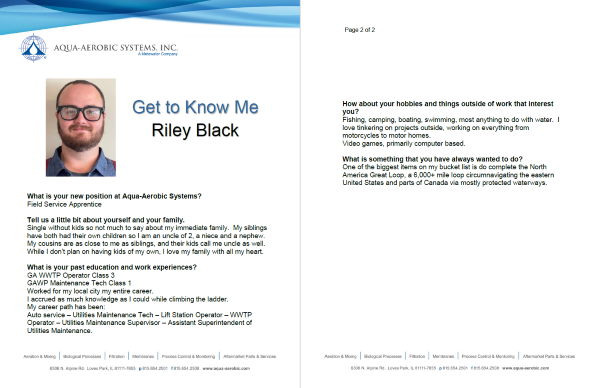 AQUA-AEROBIC SYSTEMS, INC.
A Metawater Company
Get to Know Me
Riley Black
What is your new position at Aqua-Aerobic Systems?
Field Service Apprentice
Tell us a little bit about yourself and your family.
Single without kids so not much to say about my immediate family. My siblings
have both had their own children so I am an uncle of 2, a niece and a nephew.
My cousins are as close to me as siblings, and their kids call me uncle as well.
While I don't plan on having kids of my own, I love my family with all my heart.
What is your past education and work experiences?
GA WWTP Operator Class 3
GAWP Maintenance Tech Class 1
Worked for my local city my entire career.
I accrued as much knowledge as I could while climbing the ladder.
My career path has been:
Auto service – Utilities Maintenance Tech – Lift Station Operator – WWTP
Operator – Utilities Maintenance Supervisor – Assistant Superintendent of
Utilities Maintenance.
Aeration & Mixing | Biological Processes | Filtration | Membranes | Process Control & Monitoring | Aftermarket Parts & Services
6306 N. Alpine Rd. Loves Park, IL 61111-7655 p 815.654.2501 f 815.654.2508 www.aqua-aerobic.com
Page 2 of 2
How about your hobbies and things outside of work that interest
you?
Fishing, camping, boating, swimming, most anything to do with water. I
love tinkering on projects outside, working on everything from
motorcycles to motor homes.
Video games, primarily computer based.
What is something that you have always wanted to do?
One of the biggest items on my bucket list is do complete the North
America Great Loop, a 6,000+ mile loop circumnavigating the eastern
United States and parts of Canada via mostly protected waterways.
Aeration & Mixing | Biological Processes | Filtration | Membranes | Process Control & Monitoring | Aftermarket Parts & Services
6306 N. Alpine Rd. Loves Park, IL 61111-7655 p 815.654.2501 f 815.654.2508 www.aqua-aerobic.com